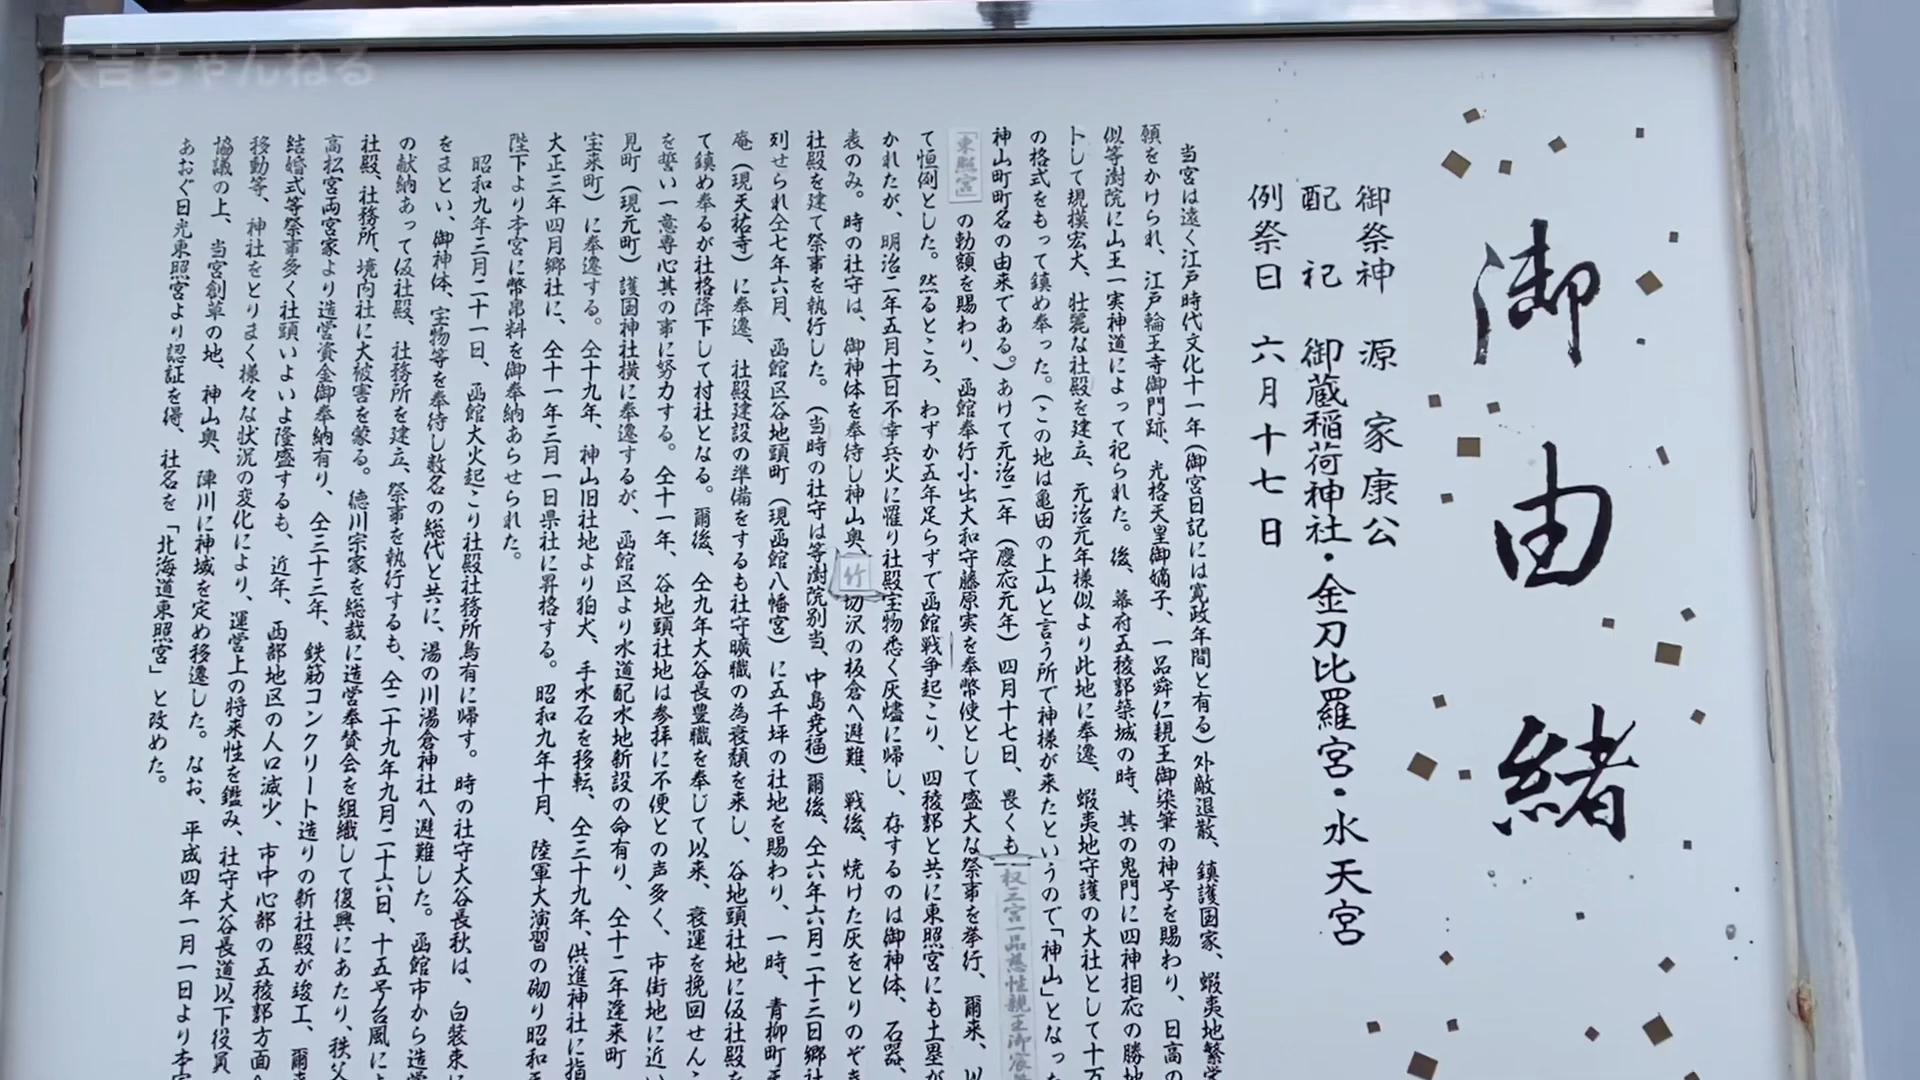 大吉ちゃんねる
御由緒
御祭神 源 家康公
配祀 御蔵稲荷神社・金刀比羅宮・水天宮
例祭日 六月十七日
当宮は遠く江戸時代文化十一年(御宮日記には寛政年間と有る)外敵退散、鎮護国家、蝦夷地繁栄
願をかけられ、江戸輪王寺御門跡、光格天皇御嫡子、一品舜仁親王御染筆の神号を賜わり、日高の
似等澍院に山王一実神道によって祀られた。後、幕府五稜郭築城の時、其の鬼門に四神相応の勝地
卜して現模宏大、壮麗な社殿を建立、元治元年様似より此地に奉遷、蝦夷地守護の大社として十万
の格式をもって鎮め奉った。(この地は亀田の上山と言う所で神様が来たというので「神山」となった
神山町町名の由来である。)あけて元治二年(慶応元年)四月十七日、畏くも一权三宮一品慈性親王御宸
「東照宮」の勅額を賜わり、函館奉行小出大和守藤原実を奉幣使として盛大な祭事を挙行、爾来、以
て恒例とした。然るところ、わずか五年足らずで函館戦争起こり、四稜郭と共に東照宮にも土塁が
かれたが、明治二年五月十一日不幸兵火に罹り社殿宝物悉く灰燼に帰し、存するのは御神体、石器、
表のみ。時の社守は、御神体を奉待し神山奥、竹切沢の板倉へ避難、戦後、焼けた灰をとりのぞき
社殿を建て祭事を執行した。(当時の社守は等澍院別当、中島尭福)爾後、仝六年六月二十三日郷社
列せられ仝七年六月、函館区谷地頭町(現函館八幡宮)に五千坪の社地を賜わり、一時、青柳町
庵(現天祐寺)に奉遷、社殿建設の準備をするも社守曠職の為衰頽を来し、谷地頭社地に仮社殿を
て鎮め奉るが社格降下して村社となる。爾後、仝九年大谷長豊職を奉じて以来、衰運を挽回せん
を誓い一意専心其の事に努力する。仝十一年、谷地頭社地は参拝に不便との声多く、市街地に近い
見町(現元町)護国神社横に奉遷するが、函館区より水道配水地新設の命有り、仝十二年逢来町
宝来町)に奉遷する。仝十九年、神山旧社地より狛犬、手水石を移転、仝三十九年、供進神社に指
大正三年四月郷社に、仝十一年三月一日県社に昇格する。昭和九年十月、陸軍大演習の砌り昭和
陛下より本宮に幣帛料を御奉納あらせられた。
昭和九年三月二十一日、函館大火起こり社殿社務所烏有に帰す。時の社守大谷長秋は、白装束に
をまとい、御神体、宝物等を奉待し数名の総代と共に、湯の川湯倉神社へ避難した。函館市から造営
の献納あって仮社殿、社務所を建立、祭事を執行するも、仝二十九年九月二十六日、十五号台風によ
社殿、社務所、境内社に大被害を蒙る。徳川宗家を総裁に造営奉賛会を組織して復興にあたり、秩父
高松宮両宮家より造営資金御奉納有り、仝三十三年、鉄筋コンクリート造りの新社殿が竣工、爾
結婚式等祭事多く社頭いよいよ隆盛するも、近年、西部地区の人口減少、市中心部の五稜郭方面へ
移動等、神社をとりまく様々な状況の変化により、運営上の将来性を鑑み、社守大谷長道以下役員
協議の上、当宮創草の地、神山奥、陣川に神域を定め移遷した。なお、平成四年一月一日より本宗
あおぐ日光東照宮より認証を得、社名を「北海道東照宮」と改めた。